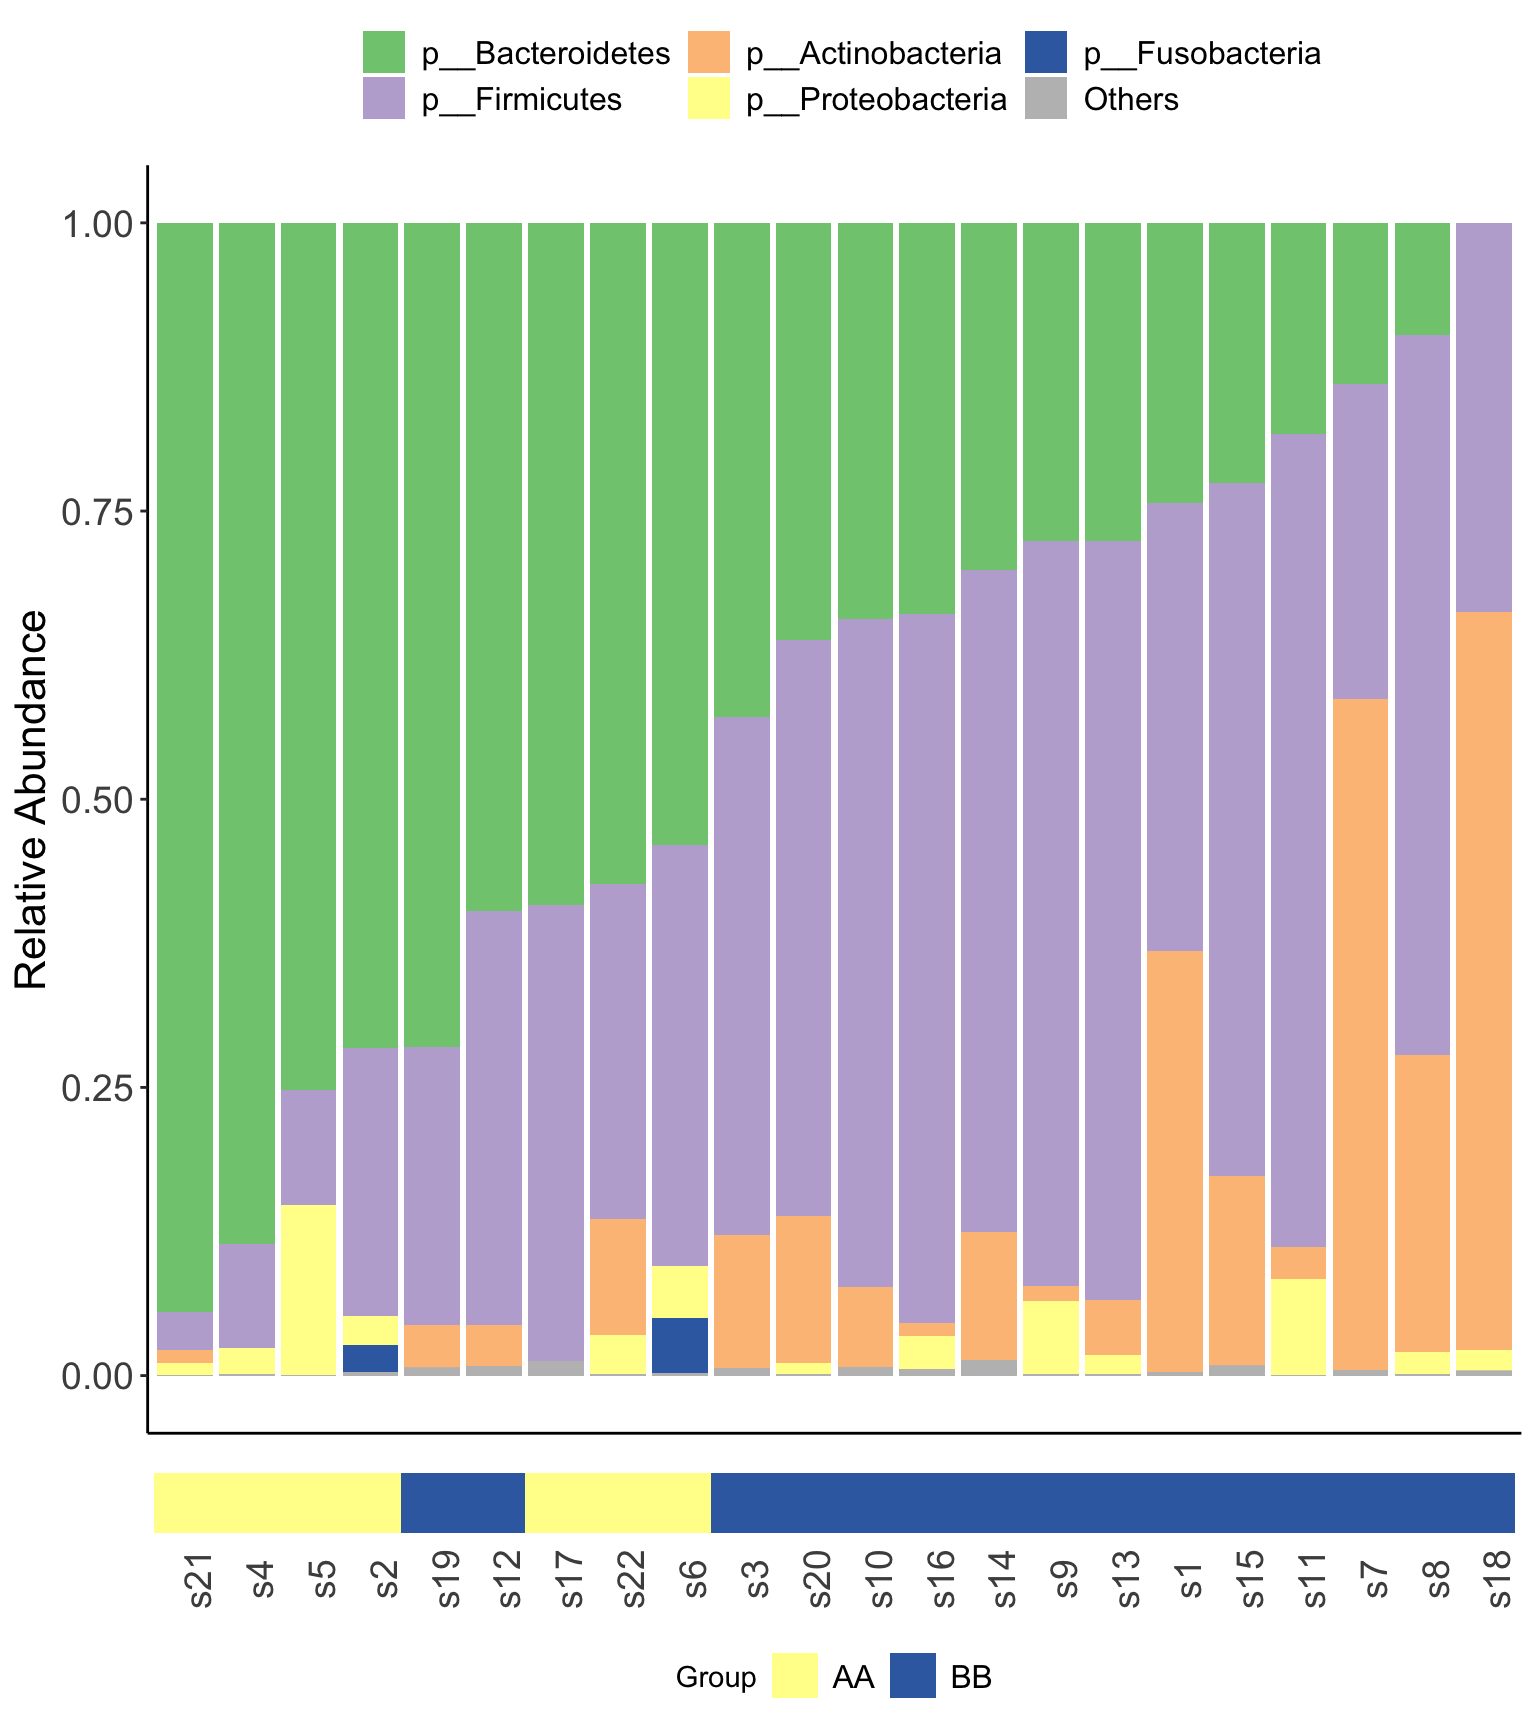 p__Bacteroidetes p__Actinobacteria p__Fusobacteria
p__Firmicutes p__Proteobacteria Others
1.00
0.75
0.50
0.25
0.00
Relative Abundance
s21 s4 s5 s2 s19 s12 s17 s22 s6 s3 s20 s10 s16 s14 s9 s13 s1 s15 s11 s7 s8 s18
Group AA BB